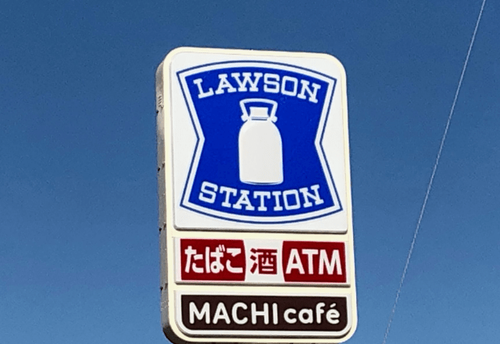 LAWSON
STATION
たばこ 酒 ATM
MACHI café